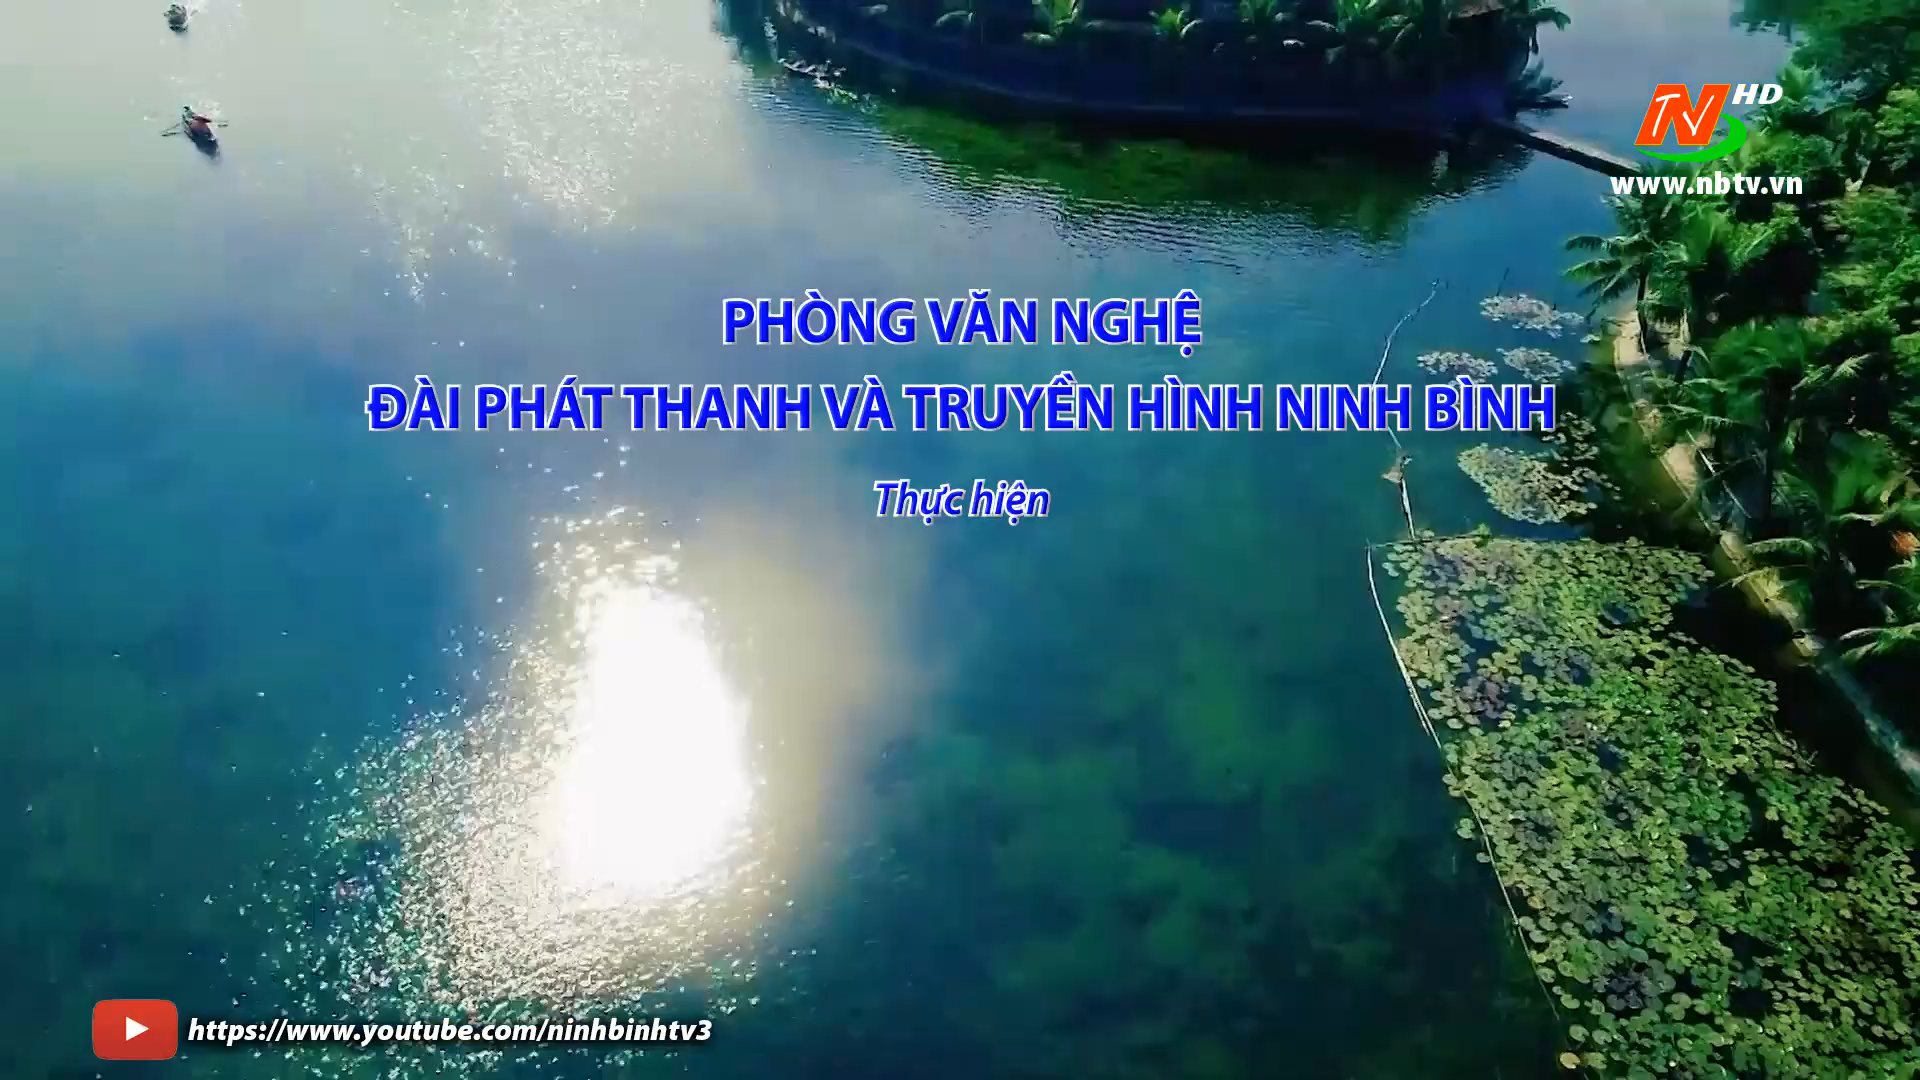 NTV HD
www.nbtv.vn
PHÒNG VĂN NGHỆ
ĐÀI PHÁT THANH VÀ TRUYỀN HÌNH NINH BÌNH
Thực hiện
https://www.youtube.com/ninhbinhtv3